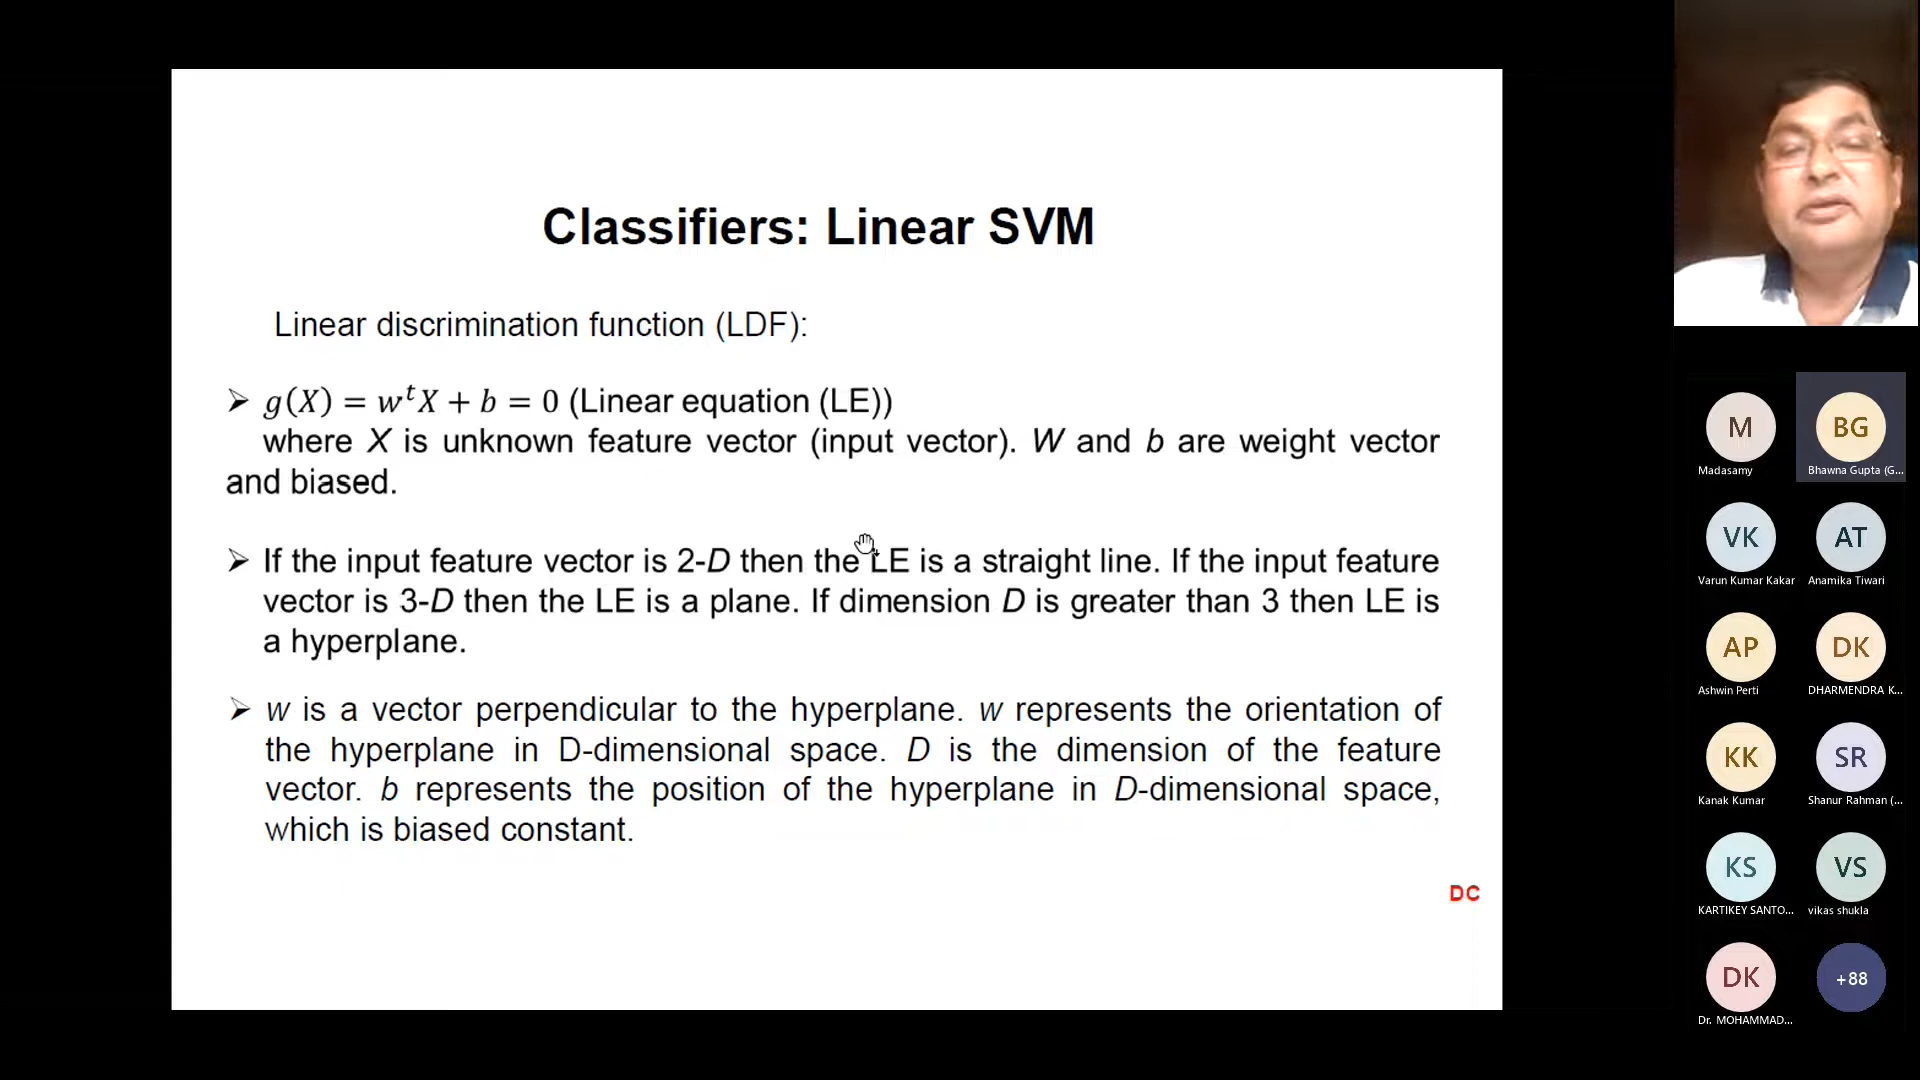 Classifiers: Linear SVM
Linear discrimination function (LDF):
➢ g(X) = wᵗX + b = 0 (Linear equation (LE))
where X is unknown feature vector (input vector). W and b are weight vector
and biased.
➢ If the input feature vector is 2-D then the LE is a straight line. If the input feature
vector is 3-D then the LE is a plane. If dimension D is greater than 3 then LE is
a hyperplane.
➢ w is a vector perpendicular to the hyperplane. w represents the orientation of
the hyperplane in D-dimensional space. D is the dimension of the feature
vector. b represents the position of the hyperplane in D-dimensional space,
which is biased constant.
DC
M BG
Madasamy Bhawna Gupta (G...
VK AT
Varun Kumar Kakar Anamika Tiwari
AP DK
Ashwin Perti DHARMENDRA K...
KK SR
Kanak Kumar Shanur Rahman (...
KS VS
KARTIKEY SANTO... vikas shukla
DK +88
Dr. MOHAMMAD...